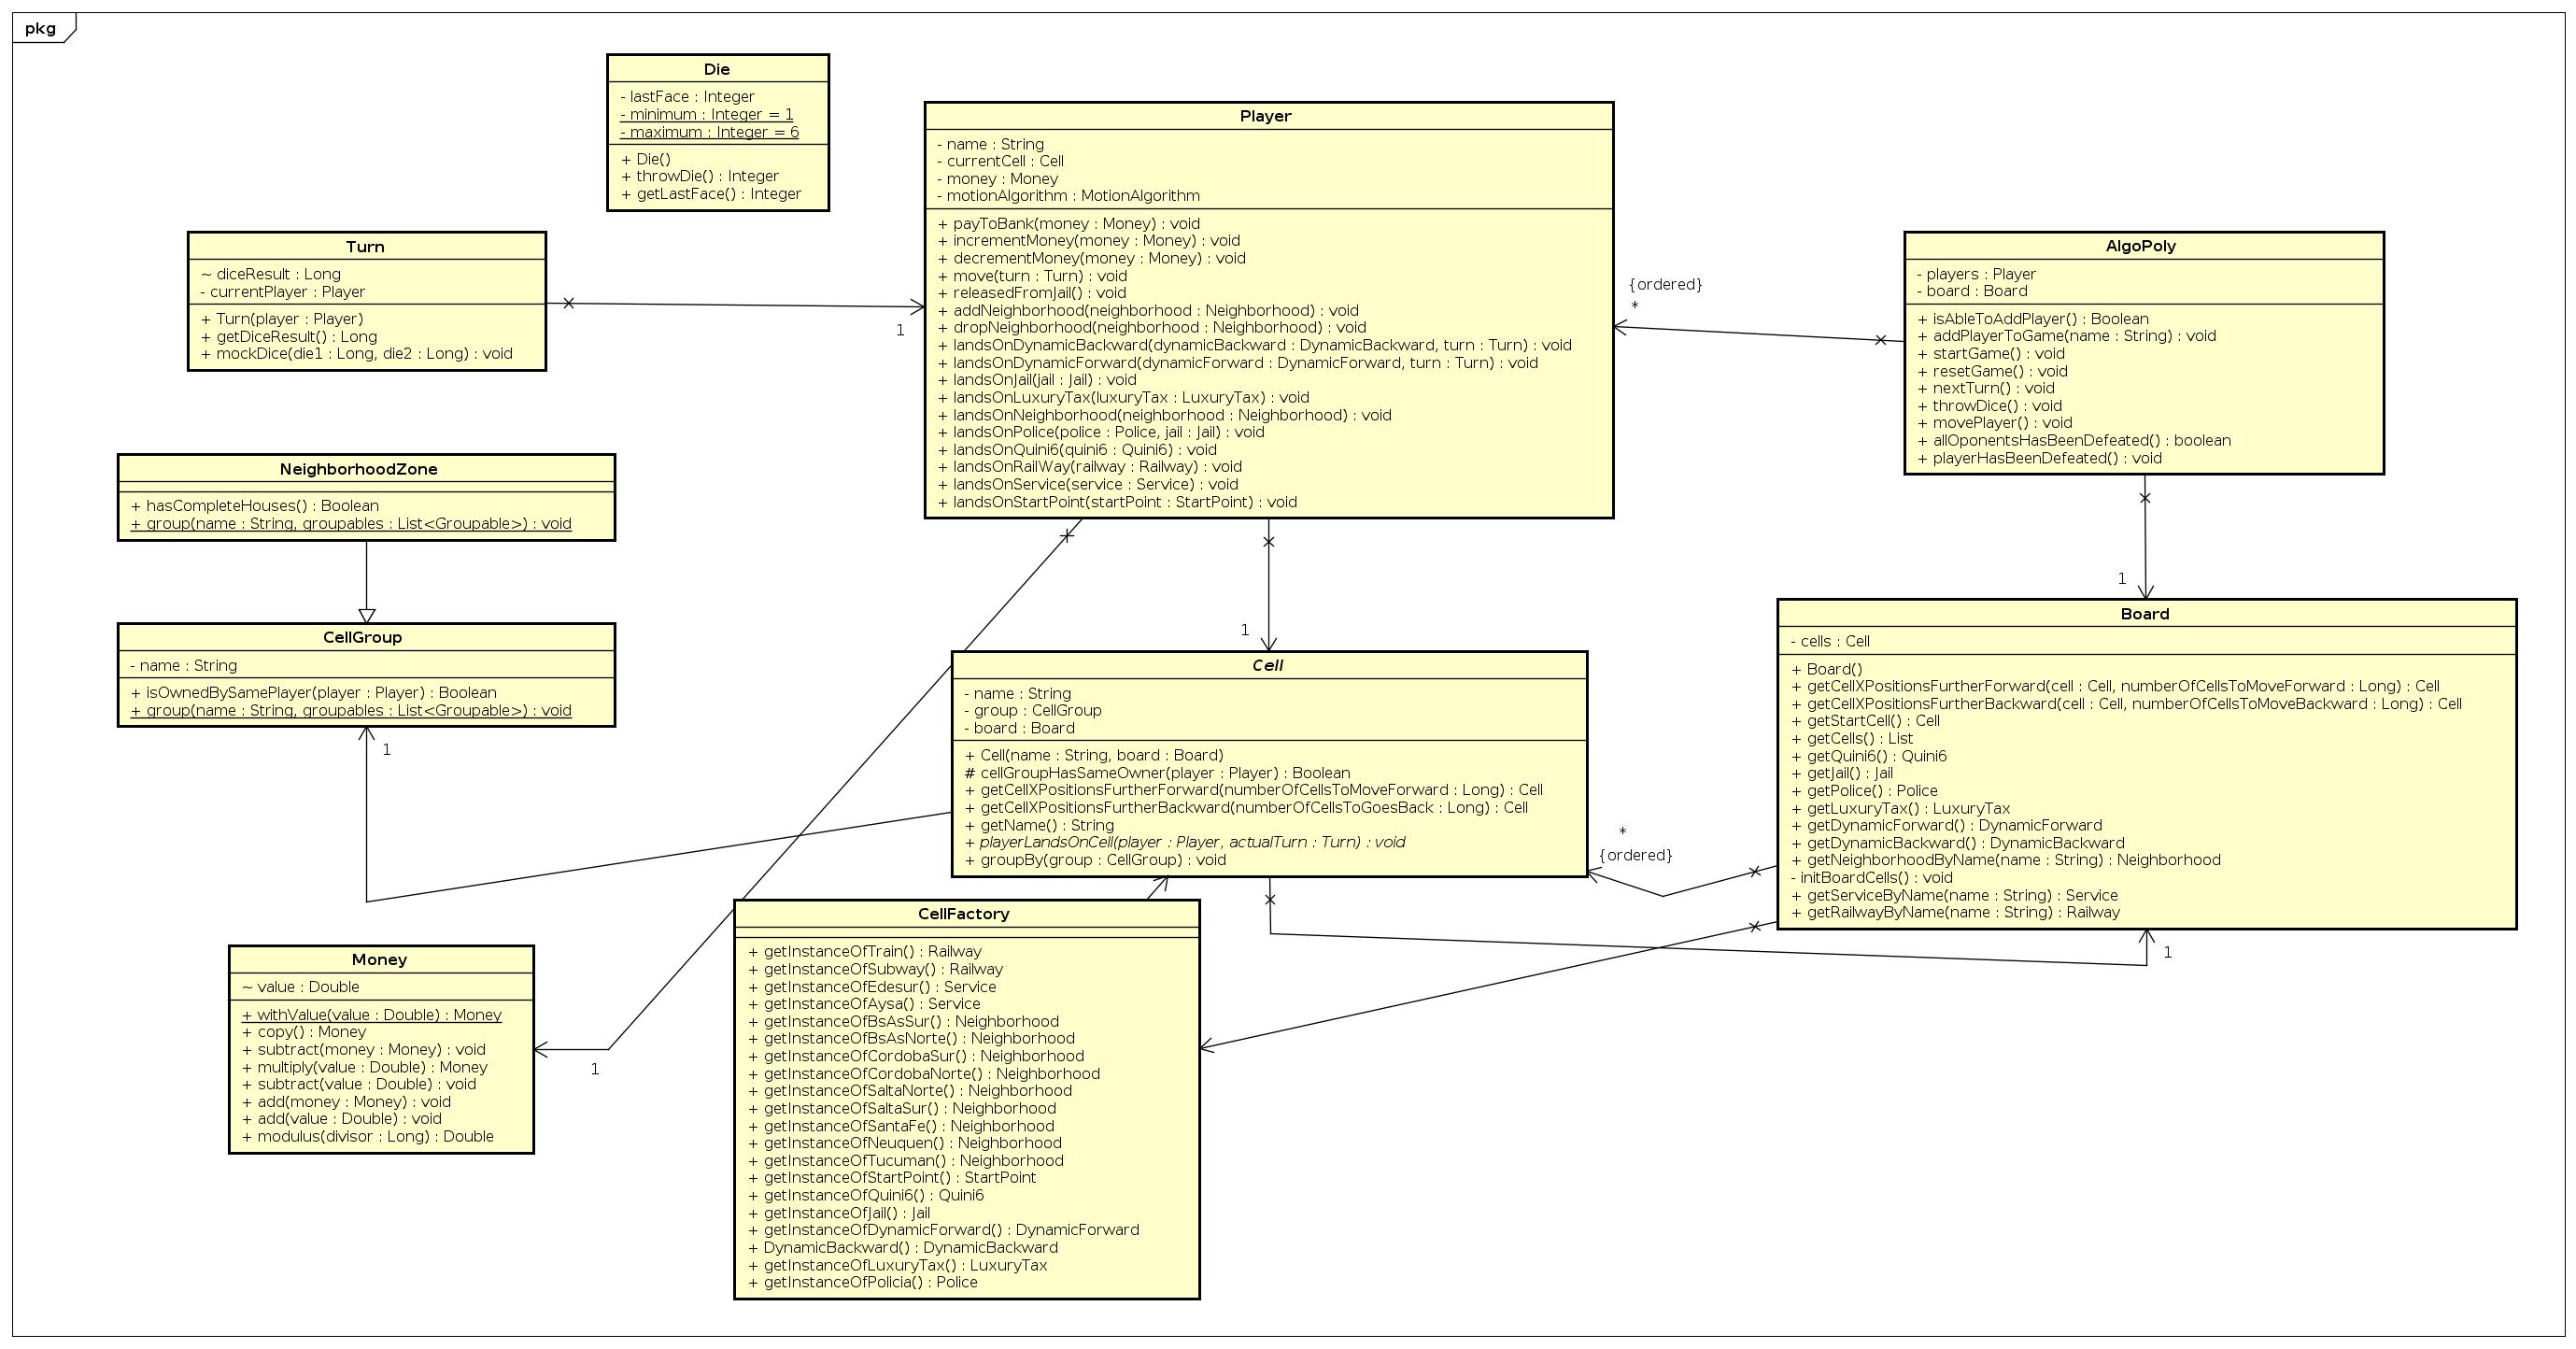 pkg
Die
- lastFace : Integer
- minimum : Integer = 1
- maximum : Integer = 6
+ Die()
+ throwDie() : Integer
+ getLastFace() : Integer
Player
- name : String
- currentCell : Cell
- money : Money
- motionAlgorithm : MotionAlgorithm
+ payToBank(money : Money) : void
+ incrementMoney(money : Money) : void
+ decrementMoney(money : Money) : void
+ move(turn : Turn) : void
+ releasedFromJail() : void
+ addNeighborhood(neighborhood : Neighborhood) : void
+ dropNeighborhood(neighborhood : Neighborhood) : void
+ landsOnDynamicBackward(dynamicBackward : DynamicBackward, turn : Turn) : void
+ landsOnDynamicForward(dynamicForward : DynamicForward, turn : Turn) : void
+ landsOnJail(jail : Jail) : void
+ landsOnLuxuryTax(luxuryTax : LuxuryTax) : void
+ landsOnNeighborhood(neighborhood : Neighborhood) : void
+ landsOnPolice(police : Police, jail : Jail) : void
+ landsOnQuini6(quini6 : Quini6) : void
+ landsOnRailWay(railway : Railway) : void
+ landsOnService(service : Service) : void
+ landsOnStartPoint(startPoint : StartPoint) : void
Turn
~ diceResult : Long
- currentPlayer : Player
+ Turn(player : Player)
+ getDiceResult() : Long
+ mockDice(die1 : Long, die2 : Long) : void
1
{ordered}
*
AlgoPoly
- players : Player
- board : Board
+ isAbleToAddPlayer() : Boolean
+ addPlayerToGame(name : String) : void
+ startGame() : void
+ resetGame() : void
+ nextTurn() : void
+ throwDice() : void
+ movePlayer() : void
+ allOponentsHasBeenDefeated() : boolean
+ playerHasBeenDefeated() : void
NeighborhoodZone
+ hasCompleteHouses() : Boolean
+ group(name : String, groupables : List<Groupable>) : void
CellGroup
- name : String
+ isOwnedBySamePlayer(player : Player) : Boolean
+ group(name : String, groupables : List<Groupable>) : void
1
1
Cell
- name : String
- group : CellGroup
- board : Board
+ Cell(name : String, board : Board)
# cellGroupHasSameOwner(player : Player) : Boolean
+ getCellXPositionsFurtherForward(numberOfCellsToMoveForward : Long) : Cell
+ getCellXPositionsFurtherBackward(numberOfCellsToGoesBack : Long) : Cell
+ getName() : String
+ playerLandsOnCell(player : Player, actualTurn : Turn) : void
+ groupBy(group : CellGroup) : void
*
{ordered}
1
Board
- cells : Cell
+ Board()
+ getCellXPositionsFurtherForward(cell : Cell, numberOfCellsToMoveForward : Long) : Cell
+ getCellXPositionsFurtherBackward(cell : Cell, numberOfCellsToMoveBackward : Long) : Cell
+ getStartCell() : Cell
+ getCells() : List
+ getQuini6() : Quini6
+ getJail() : Jail
+ getPolice() : Police
+ getLuxuryTax() : LuxuryTax
+ getDynamicForward() : DynamicForward
+ getDynamicBackward() : DynamicBackward
+ getNeighborhoodByName(name : String) : Neighborhood
- initBoardCells() : void
+ getServiceByName(name : String) : Service
+ getRailwayByName(name : String) : Railway
1
Money
~ value : Double
+ withValue(value : Double) : Money
+ copy() : Money
+ subtract(money : Money) : void
+ multiply(value : Double) : Money
+ subtract(value : Double) : void
+ add(money : Money) : void
+ add(value : Double) : void
+ modulus(divisor : Long) : Double
1
CellFactory
+ getInstanceOfTrain() : Railway
+ getInstanceOfSubway() : Railway
+ getInstanceOfEdesur() : Service
+ getInstanceOfAysa() : Service
+ getInstanceOfBsAsSur() : Neighborhood
+ getInstanceOfBsAsNorte() : Neighborhood
+ getInstanceOfCordobaSur() : Neighborhood
+ getInstanceOfCordobaNorte() : Neighborhood
+ getInstanceOfSaltaNorte() : Neighborhood
+ getInstanceOfSaltaSur() : Neighborhood
+ getInstanceOfSantaFe() : Neighborhood
+ getInstanceOfNeuquen() : Neighborhood
+ getInstanceOfTucuman() : Neighborhood
+ getInstanceOfStartPoint() : StartPoint
+ getInstanceOfQuini6() : Quini6
+ getInstanceOfJail() : Jail
+ getInstanceOfDynamicForward() : DynamicForward
+ DynamicBackward() : DynamicBackward
+ getInstanceOfLuxuryTax() : LuxuryTax
+ getInstanceOfPolicia() : Police